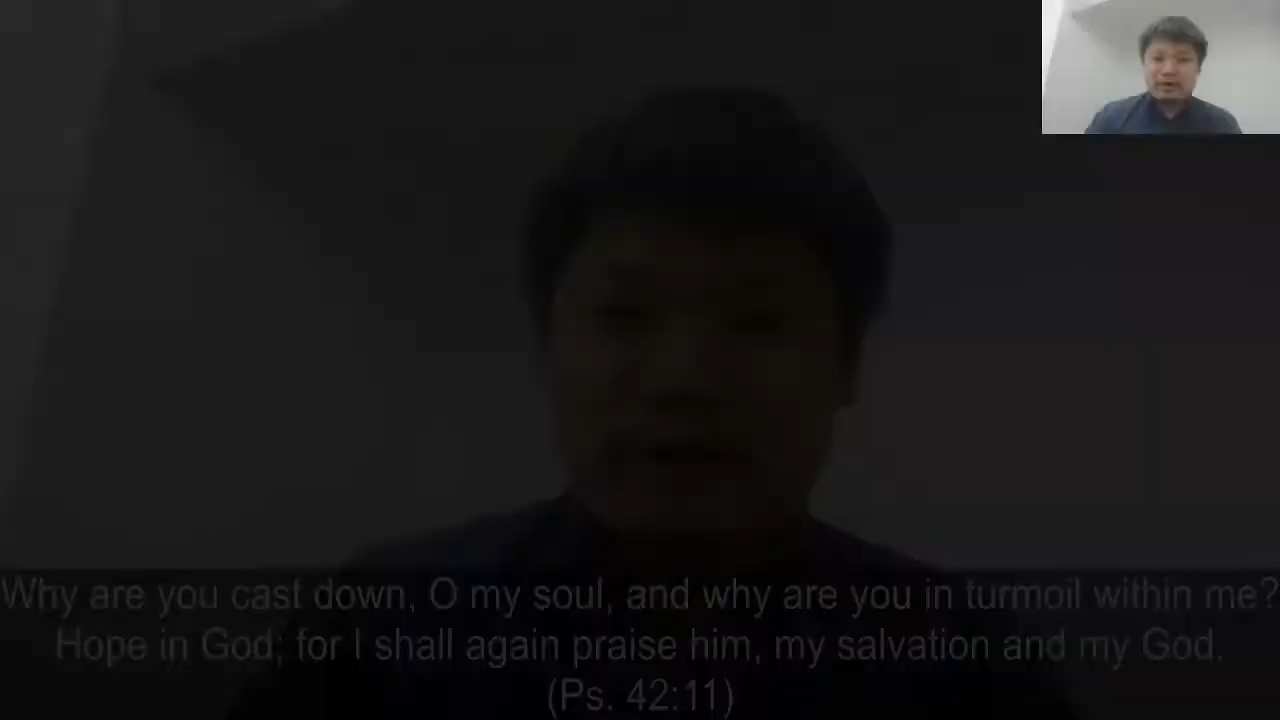 Why are you cast down, O my soul, and why are you in turmoil within me?
Hope in God; for I shall again praise him, my salvation and my God.
(Ps. 42:11)